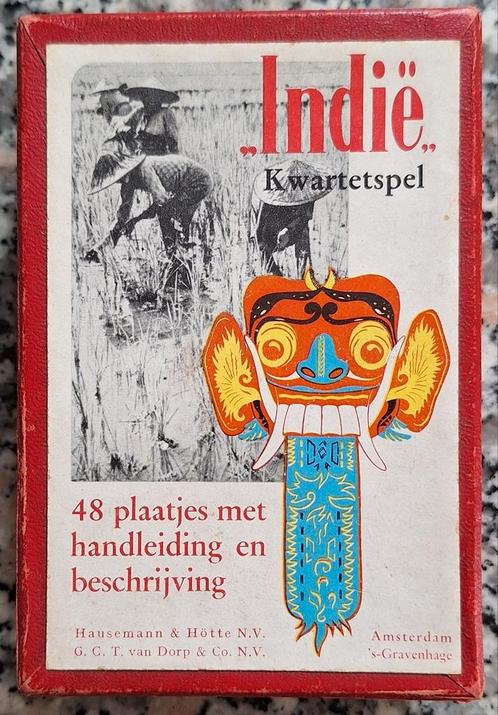 „Indië„
Kwartetspel
48 plaatjes met
handleiding en
beschrijving
Hausemann & Hötte N.V.
G. C. T. van Dorp & Co. N.V.
Amsterdam
's-Gravenhage